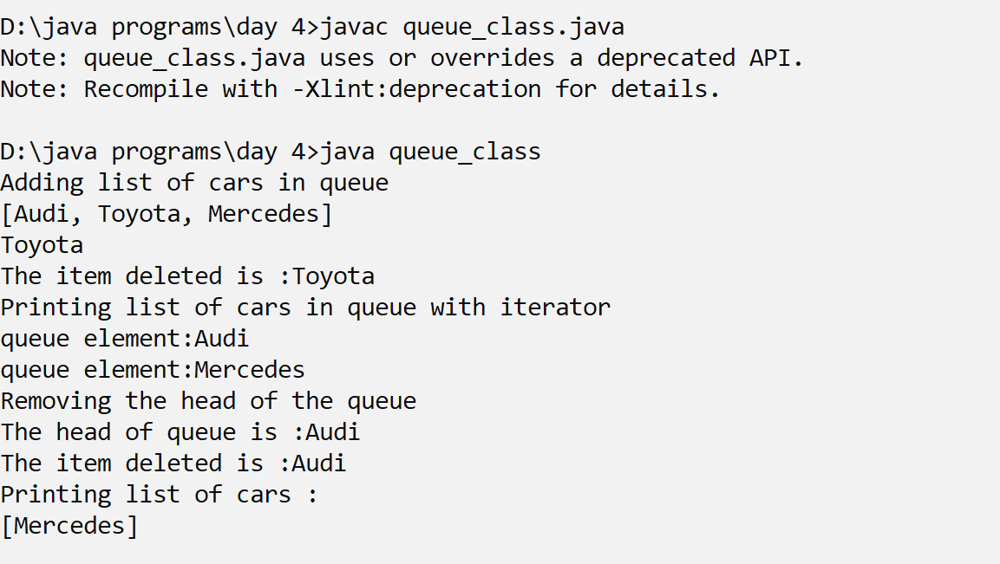 D:\java programs\day 4>javac queue_class.java
Note: queue_class.java uses or overrides a deprecated API.
Note: Recompile with -Xlint:deprecation for details.
D:\java programs\day 4>java queue_class
Adding list of cars in queue
[Audi, Toyota, Mercedes]
Toyota
The item deleted is :Toyota
Printing list of cars in queue with iterator
queue element:Audi
queue element:Mercedes
Removing the head of the queue
The head of queue is :Audi
The item deleted is :Audi
Printing list of cars :
[Mercedes]